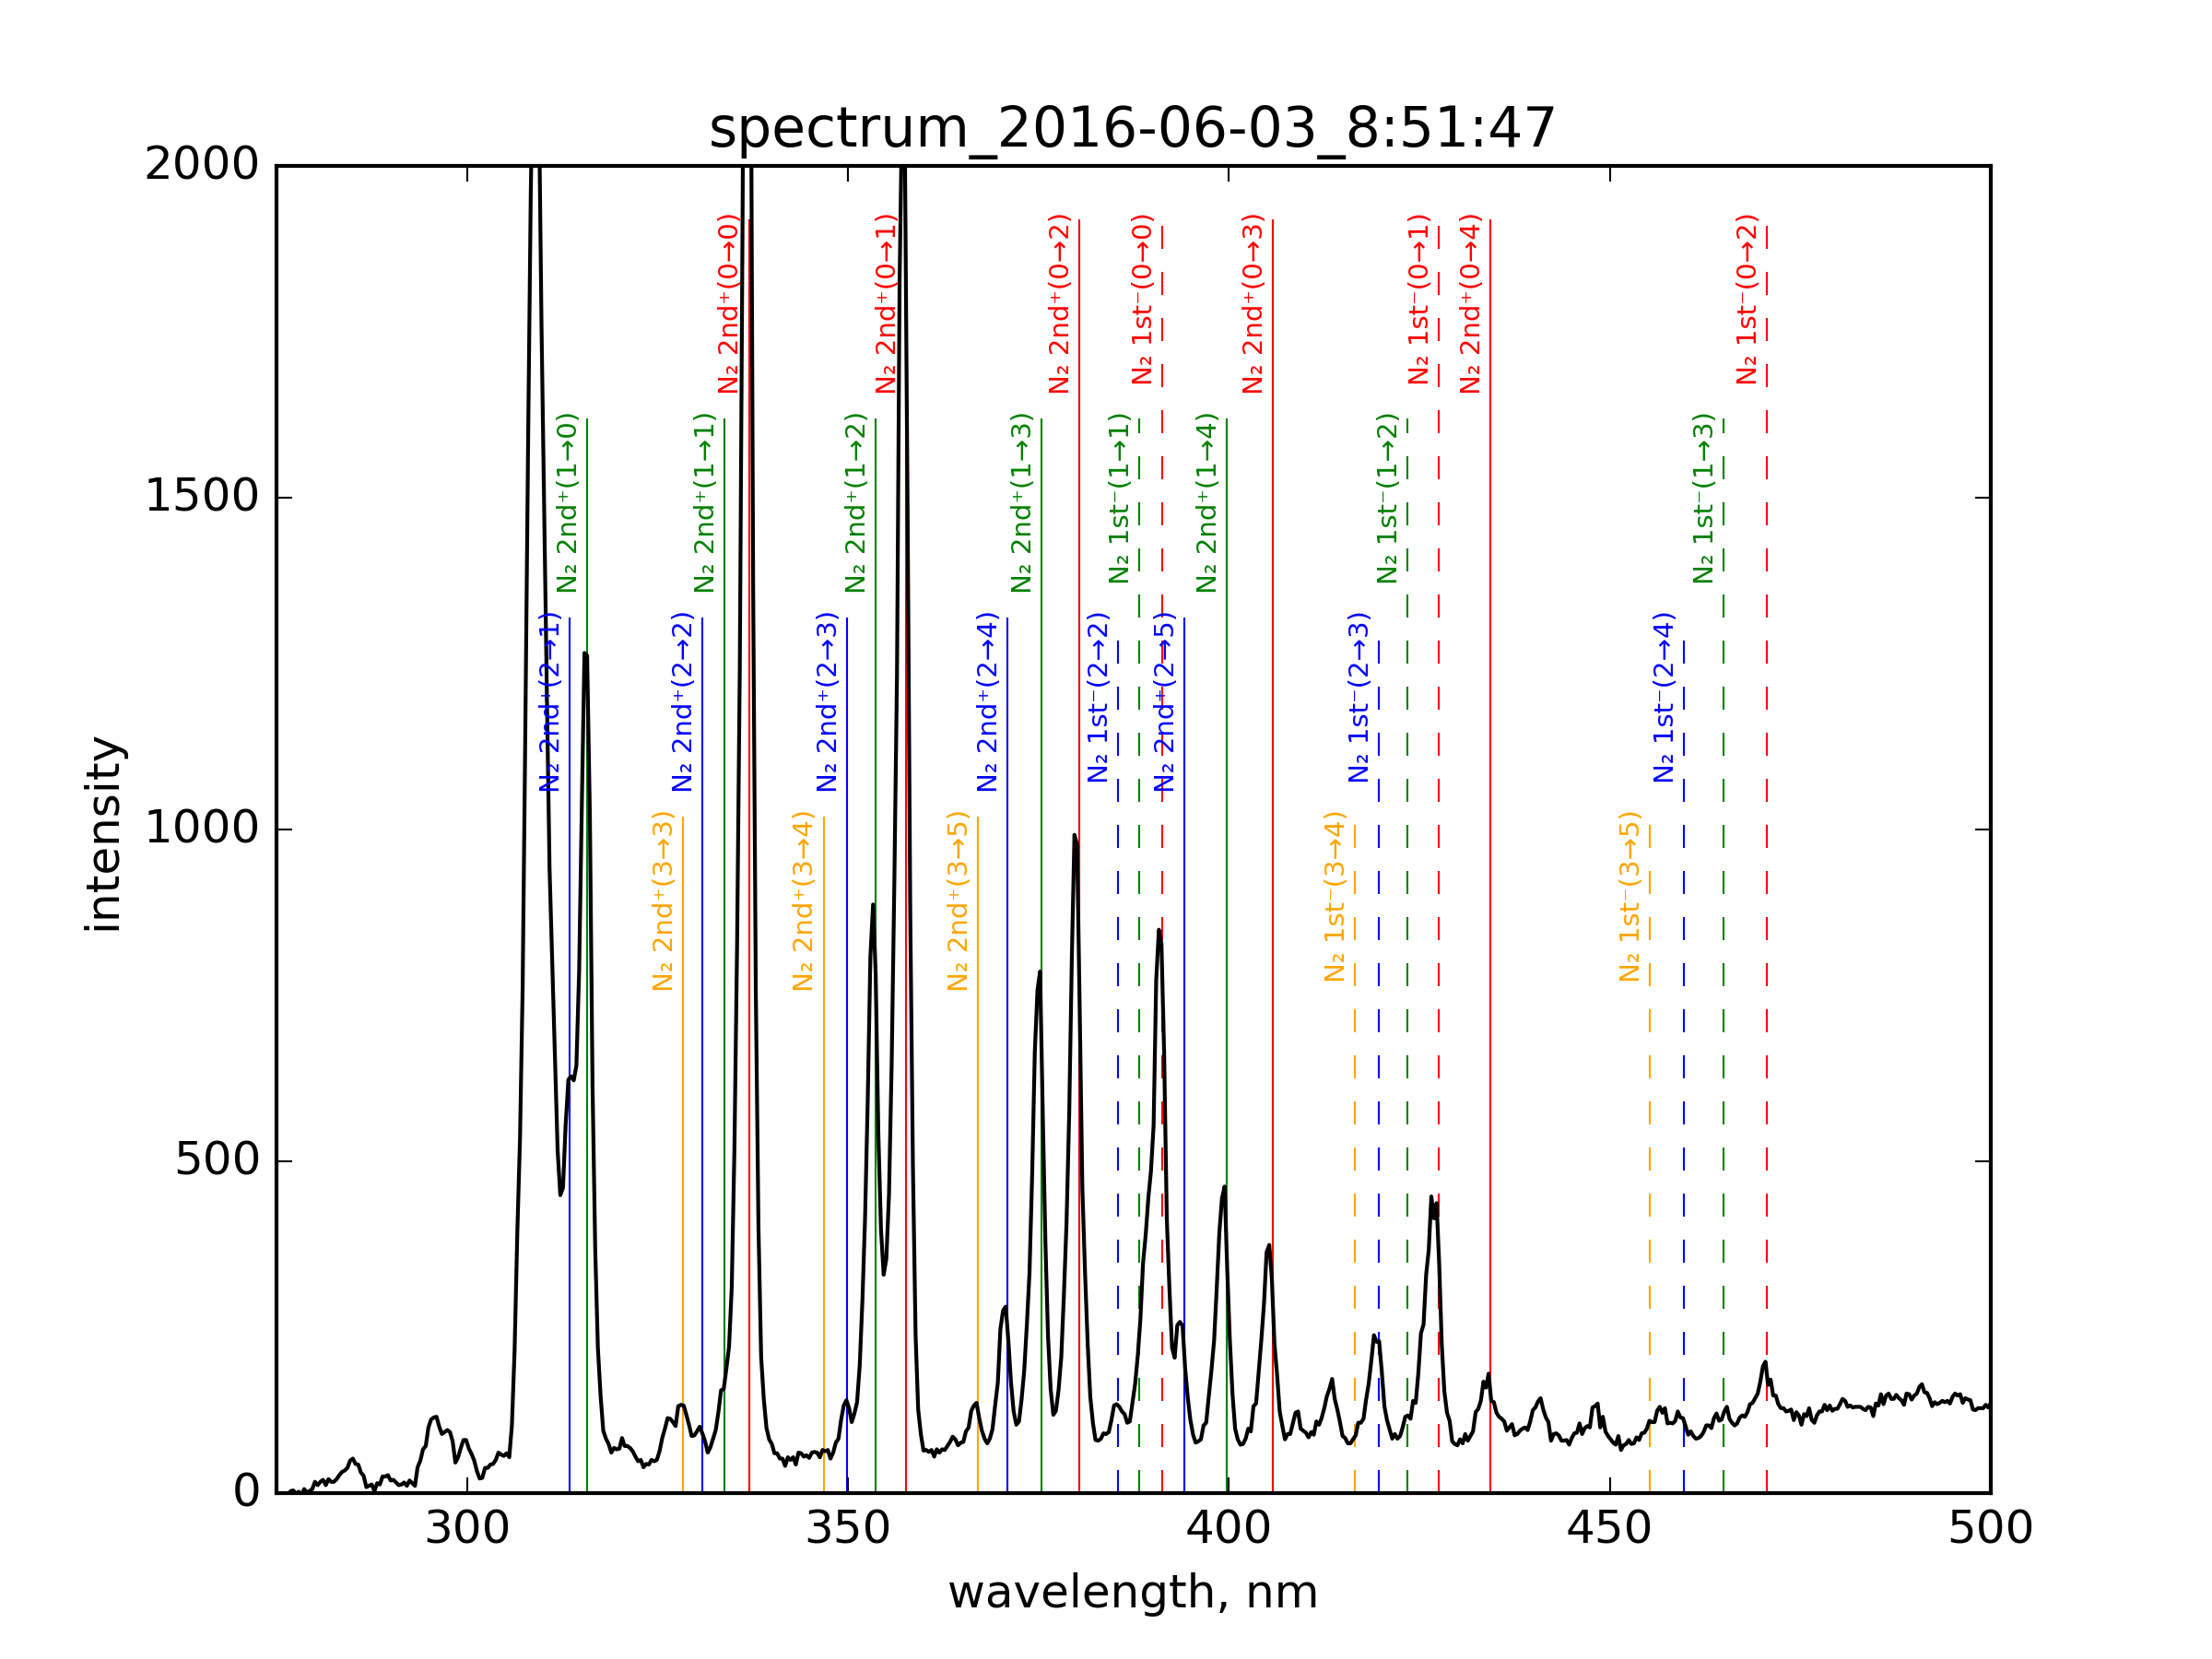 spectrum_2016-06-03_8:51:47
2000
1500
1000
500
0
intensity
N₂ 2nd⁺(0→0)
N₂ 2nd⁺(0→1)
N₂ 2nd⁺(0→2)
N₂ 1st⁻(0→0)
N₂ 2nd⁺(0→3)
N₂ 1st⁻(0→1)
N₂ 2nd⁺(0→4)
N₂ 1st⁻(0→2)
N₂ 2nd⁺(1→0)
N₂ 2nd⁺(1→1)
N₂ 2nd⁺(1→2)
N₂ 2nd⁺(1→3)
N₂ 1st⁻(1→1)
N₂ 2nd⁺(1→4)
N₂ 1st⁻(1→2)
N₂ 1st⁻(1→3)
N₂ 2nd⁺(2→1)
N₂ 2nd⁺(2→2)
N₂ 2nd⁺(2→3)
N₂ 2nd⁺(2→4)
N₂ 1st⁻(2→2)
N₂ 2nd⁺(2→5)
N₂ 1st⁻(2→3)
N₂ 1st⁻(2→4)
N₂ 2nd⁺(3→3)
N₂ 2nd⁺(3→4)
N₂ 2nd⁺(3→5)
N₂ 1st⁻(3→4)
N₂ 1st⁻(3→5)
300 350 400 450 500
wavelength, nm